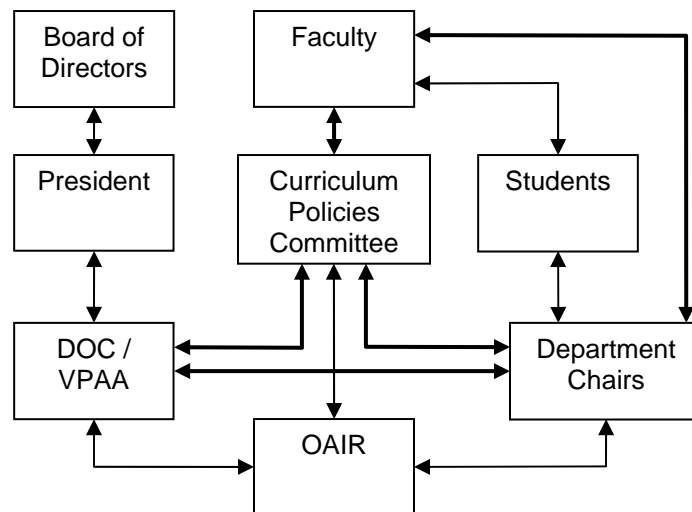 Board of
Directors
Faculty
President
Curriculum
Policies
Committee
Students
DOC /
VPAA
Department
Chairs
OAIR